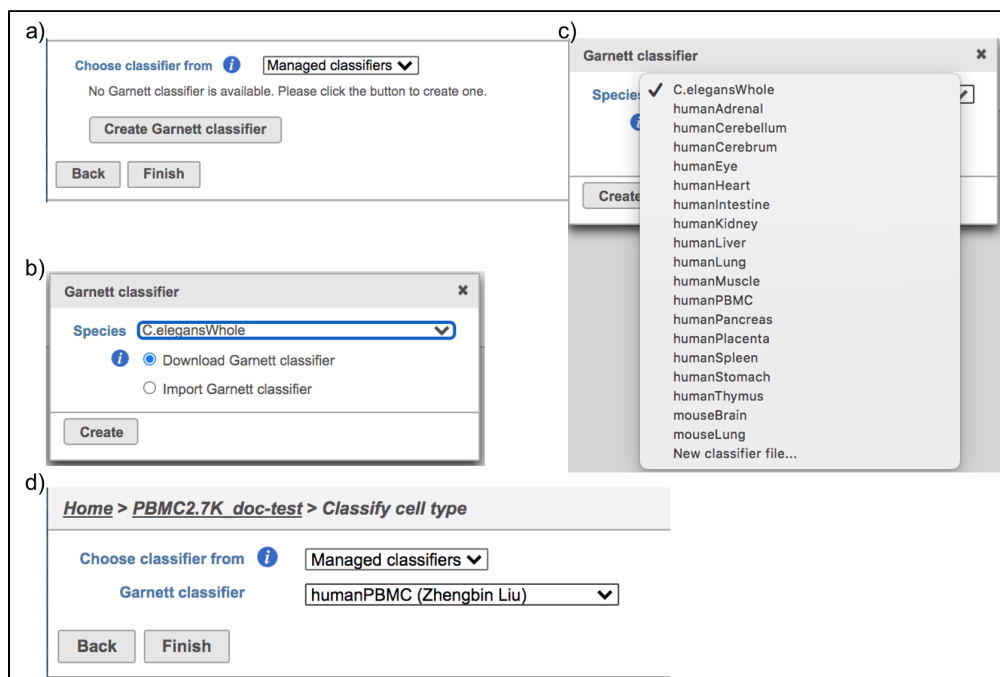 a)
Choose classifier from i Managed classifiers
No Garnett classifier is available. Please click the button to create one.
Create Garnett classifier
Back Finish
b)
Garnett classifier
Species C.elegansWhole
i Download Garnett classifier
Import Garnett classifier
Create
c)
Garnett classifier
Species
C.elegansWhole
humanAdrenal
humanCerebellum
humanCerebrum
humanEye
humanHeart
humanIntestine
humanKidney
humanLiver
humanLung
humanMuscle
humanPBMC
humanPancreas
humanPlacenta
humanSpleen
humanStomach
humanThymus
mouseBrain
mouseLung
New classifier file...
Create
d)
Home > PBMC2.7K_doc-test > Classify cell type
Choose classifier from i Managed classifiers
Garnett classifier humanPBMC (Zhengbin Liu)
Back Finish